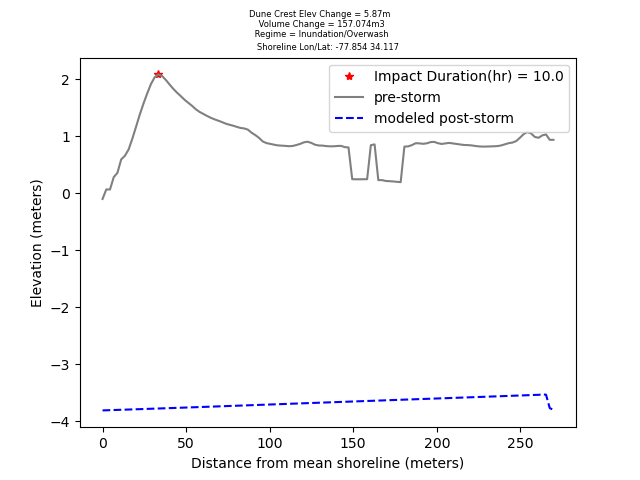 Dune Crest Elev Change = 5.87m
Volume Change = 157.074m3
Regime = Inundation/Overwash
Shoreline Lon/Lat: -77.854 34.117
Impact Duration(hr) = 10.0
pre-storm
modeled post-storm
Elevation (meters)
2
1
0
−1
−2
−3
−4
0 50 100 150 200 250
Distance from mean shoreline (meters)